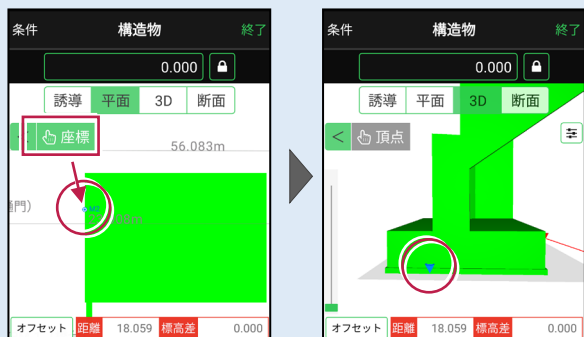 条件 構造物 終了
0.000
誘導 平面 3D 断面
< 座標
56.083m
樋門)
M2
オフセット 距離 18.059 標高差 0.000
条件 構造物 終了
0.000
誘導 平面 3D 断面
< 頂点
オフセット 距離 18.059 標高差 0.000